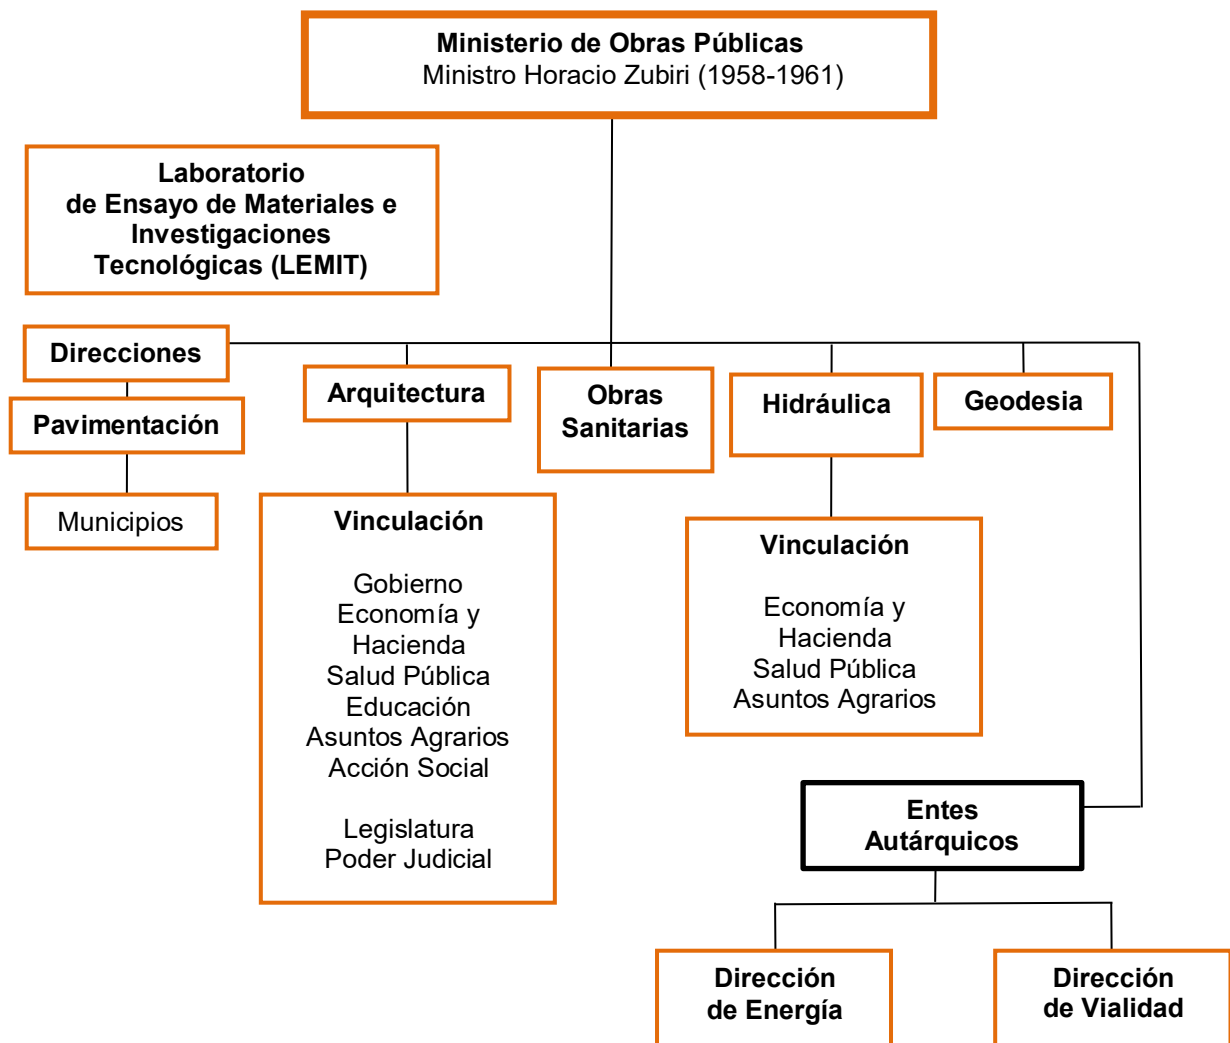 Ministerio de Obras Públicas
Ministro Horacio Zubiri (1958-1961)
Laboratorio
de Ensayo de Materiales e
Investigaciones
Tecnológicas (LEMIT)
Direcciones
Pavimentación
Municipios
Arquitectura
Vinculación
Gobierno
Economía y
Hacienda
Salud Pública
Educación
Asuntos Agrarios
Acción Social
Legislatura
Poder Judicial
Obras
Sanitarias
Hidráulica
Vinculación
Economía y
Hacienda
Salud Pública
Asuntos Agrarios
Geodesia
Entes
Autárquicos
Dirección
de Energía
Dirección
de Vialidad